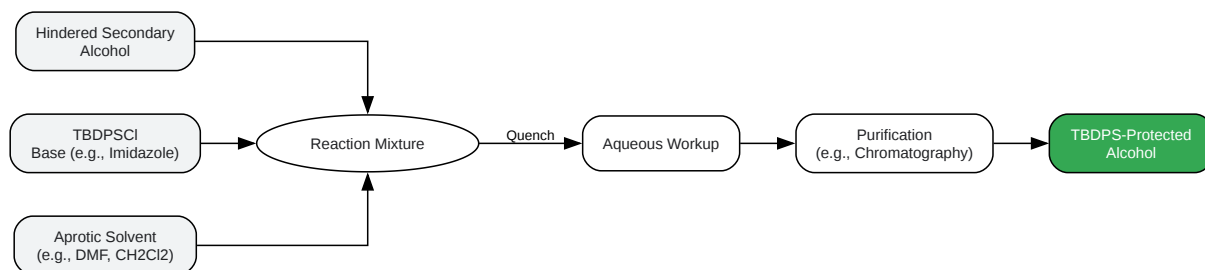 Hindered Secondary
Alcohol
TBDPSCl
Base (e.g., Imidazole)
Aprotic Solvent
(e.g., DMF, CH2Cl2)
Reaction Mixture
Quench
Aqueous Workup
Purification
(e.g., Chromatography)
TBDPS-Protected
Alcohol